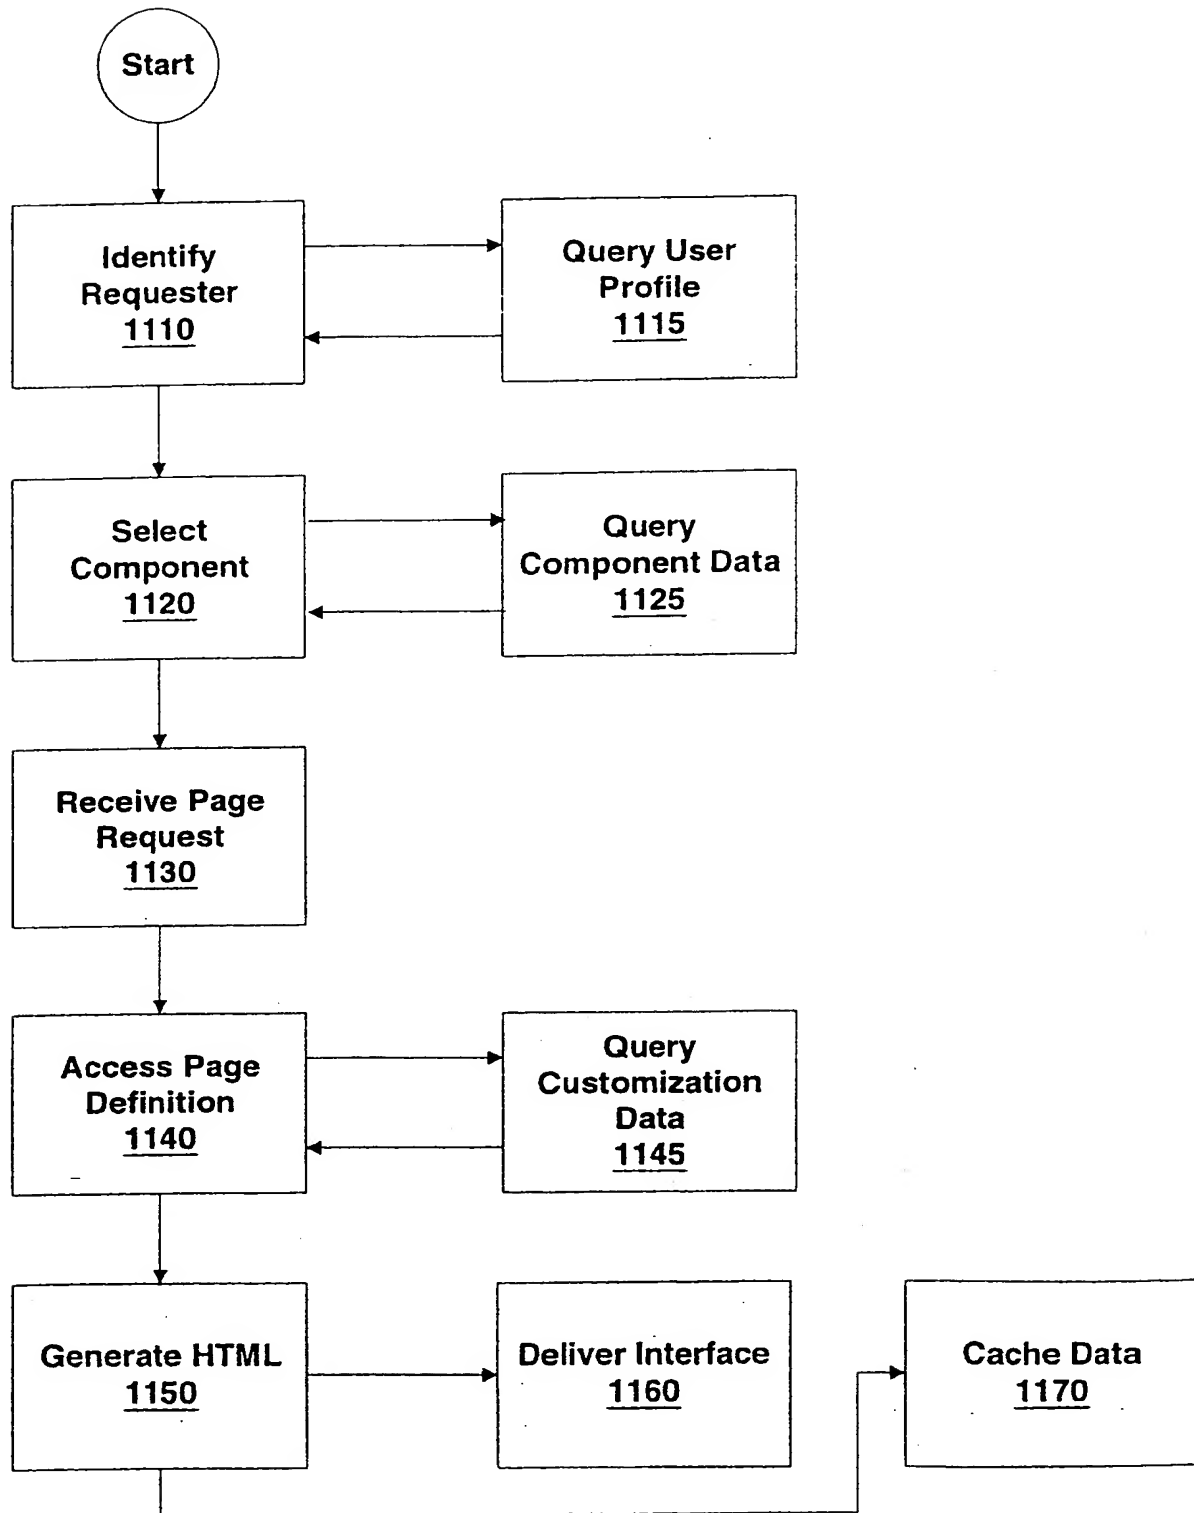 Start
Identify
Requester
1110
Query User
Profile
1115
Select
Component
1120
Query
Component Data
1125
Receive Page
Request
1130
Access Page
Definition
1140
Query
Customization
Data
1145
Generate HTML
1150
Deliver Interface
1160
Cache Data
1170